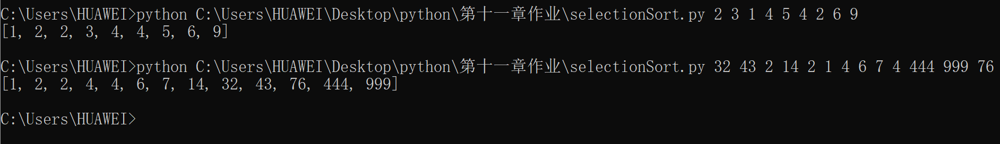 C:\Users\HUAWEI>python C:\Users\HUAWEI\Desktop\python\第十一章作业\selectionSort.py 2 3 1 4 5 4 2 6 9
[1, 2, 2, 3, 4, 4, 5, 6, 9]
C:\Users\HUAWEI>python C:\Users\HUAWEI\Desktop\python\第十一章作业\selectionSort.py 32 43 2 14 2 1 4 6 7 4 444 999 76
[1, 2, 2, 4, 4, 6, 7, 14, 32, 43, 76, 444, 999]
C:\Users\HUAWEI>